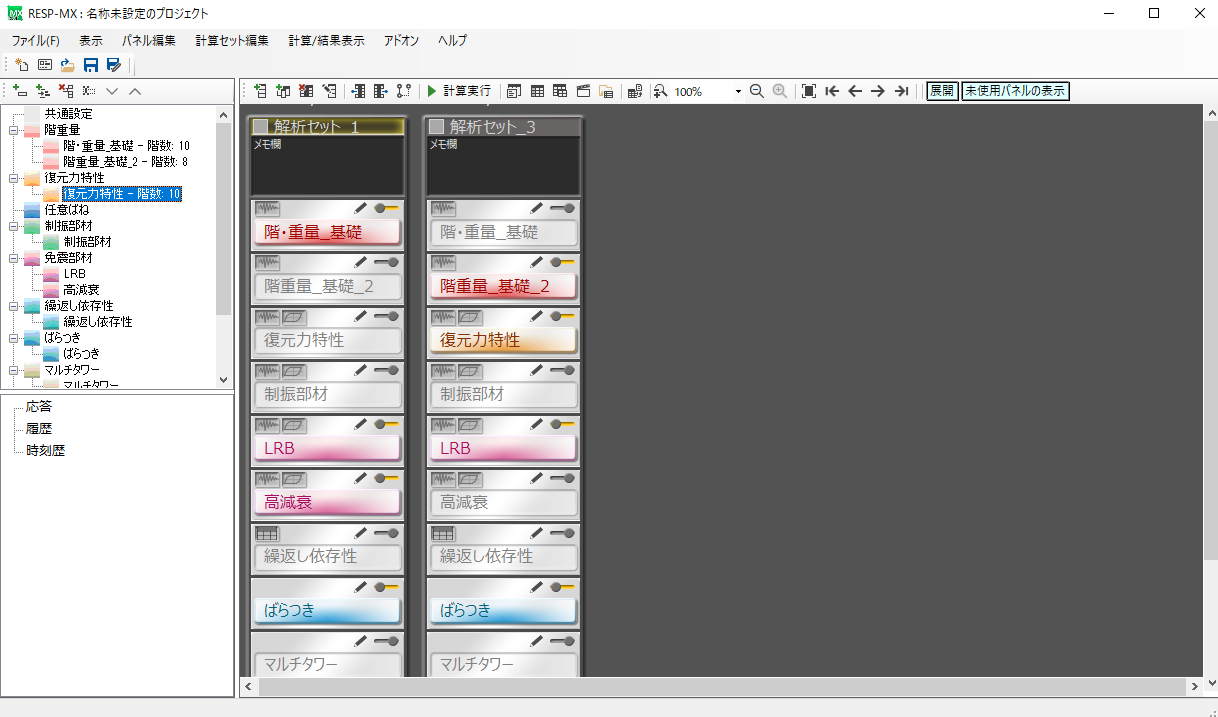 RESP-MX : 名称未設定のプロジェクト
ファイル(F) 表示 パネル編集 計算セット編集 計算/結果表示 アドオン ヘルプ
計算実行 100% 展開 未使用パネルの表示
共通設定
階重量
階・重量_基礎 - 階数: 10
階重量_基礎_2 - 階数: 8
復元力特性
復元力特性 - 階数: 10
任意ばね
制振部材
制振部材
免震部材
LRB
高減衰
繰返し依存性
繰返し依存性
ばらつき
ばらつき
マルチタワー
マルチタワー
応答
履歴
時刻歴
解析セット_1
メモ欄
階・重量_基礎
階重量_基礎_2
復元力特性
制振部材
LRB
高減衰
繰返し依存性
ばらつき
マルチタワー
解析セット_3
メモ欄
階・重量_基礎
階重量_基礎_2
復元力特性
制振部材
LRB
高減衰
繰返し依存性
ばらつき
マルチタワー